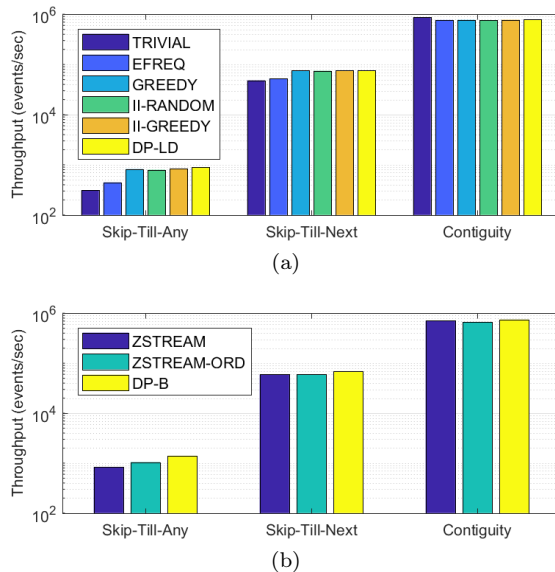 10^6
10^4
10^2
Throughput (events/sec)
TRIVIAL
EFREQ
GREEDY
II-RANDOM
II-GREEDY
DP-LD
Skip-Till-Any
Skip-Till-Next
Contiguity
(a)
10^6
10^4
10^2
Throughput (events/sec)
ZSTREAM
ZSTREAM-ORD
DP-B
Skip-Till-Any
Skip-Till-Next
Contiguity
(b)